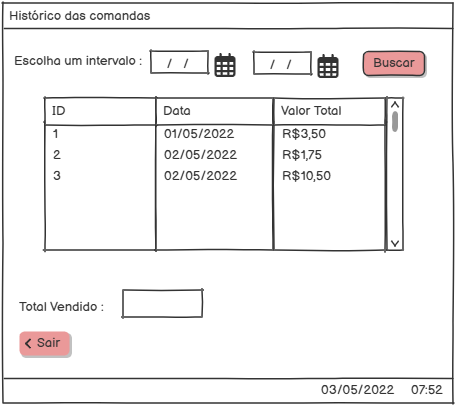 Histórico das comandas
Escolha um intervalo : / / / / Buscar
ID Data Valor Total
1 01/05/2022 R$3,50
2 02/05/2022 R$1,75
3 02/05/2022 R$10,50
Total Vendido :
Sair
03/05/2022 07:52